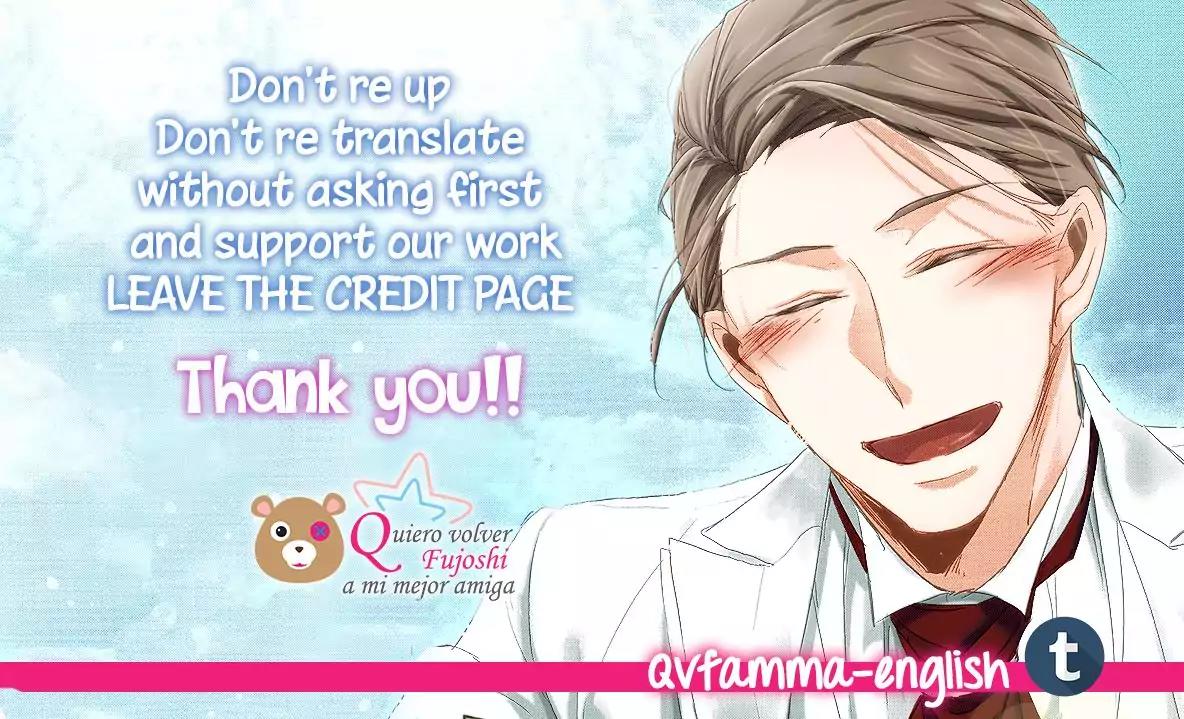 Don't re up
Don't re translate
without asking first
and support our work
LEAVE THE CREDIT PAGE
Thank you!!
Quiero volver
Fujoshi
a mi mejor amiga
Qvfamma-english
t